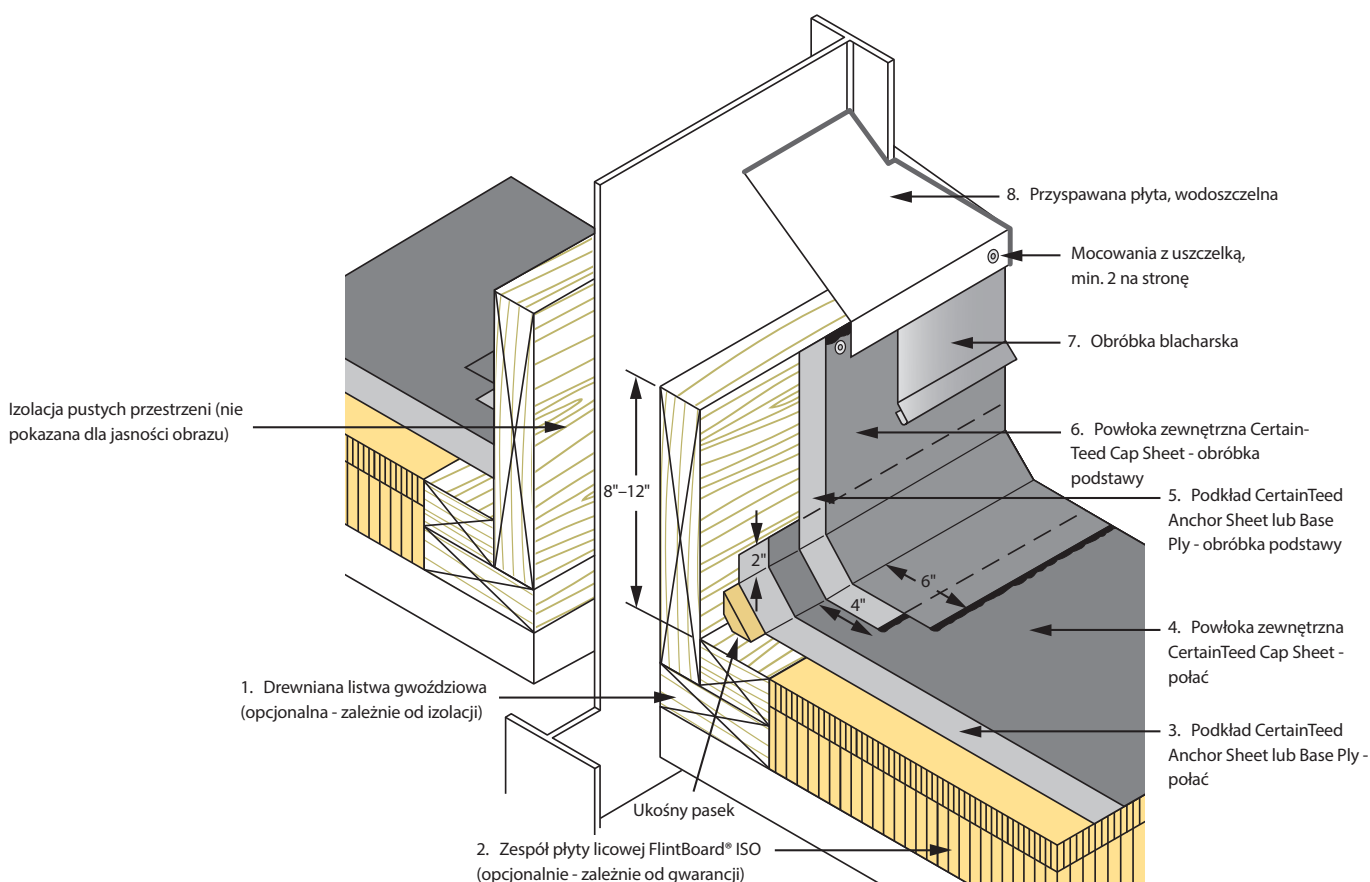 8. Przyspawana płyta, wodoszczelna
Mocowania z uszczelką,
min. 2 na stronę
7. Obróbka blacharska
Izolacja pustych przestrzeni (nie
pokazana dla jasności obrazu)
6. Powłoka zewnętrzna Certain-
Teed Cap Sheet - obróbka
podstawy
8"–12"
5. Podkład CertainTeed
Anchor Sheet lub Base
Ply - obróbka podstawy
2"
6"
4"
4. Powłoka zewnętrzna
CertainTeed Cap Sheet -
połać
1. Drewniana listwa gwoździowa
(opcjonalna - zależnie od izolacji)
3. Podkład CertainTeed
Anchor Sheet lub Base Ply -
połać
Ukośny pasek
2. Zespół płyty licowej FlintBoard® ISO
(opcjonalnie - zależnie od gwarancji)